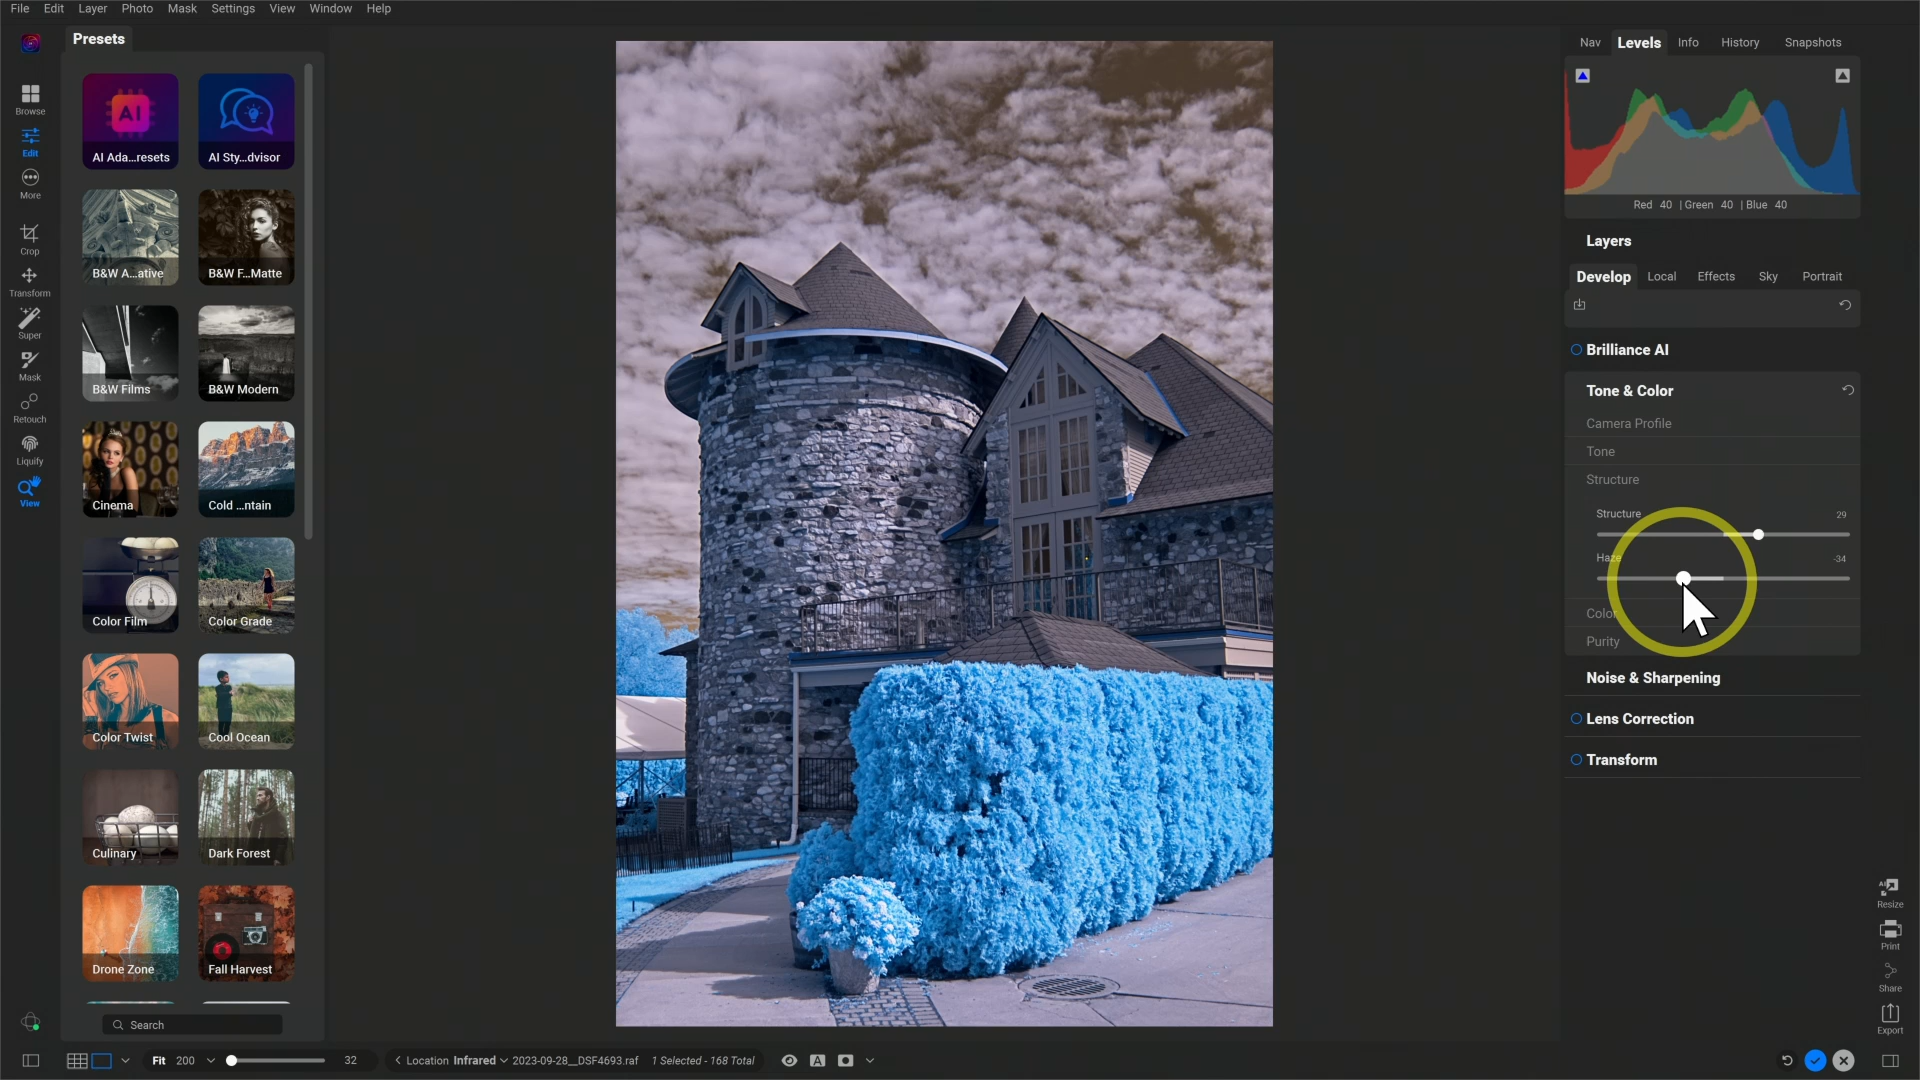 File Edit Layer Photo Mask Settings View Window Help
Presets
Nav Levels Info History Snapshots
Browse
Edit
More
Crop
Transform
Super
Mask
Retouch
Liquify
View
AI
AI Ada...resets AI Sty...dvisor
B&W A...ative B&W F...Matte
B&W Films B&W Modern
Cinema Cold ...ntain
Color Film Color Grade
Color Twist Cool Ocean
Culinary Dark Forest
Drone Zone Fall Harvest
Search
Red 40 | Green 40 | Blue 40
Layers
Develop Local Effects Sky Portrait
Brilliance AI
Tone & Color
Camera Profile
Tone
Structure
Structure 29
Haze -34
Color
Purity
Noise & Sharpening
Lens Correction
Transform
Resize
Print
Share
Export
Fit 200 32 Location Infrared 2023-09-28__DSF4693.raf 1 Selected - 168 Total A